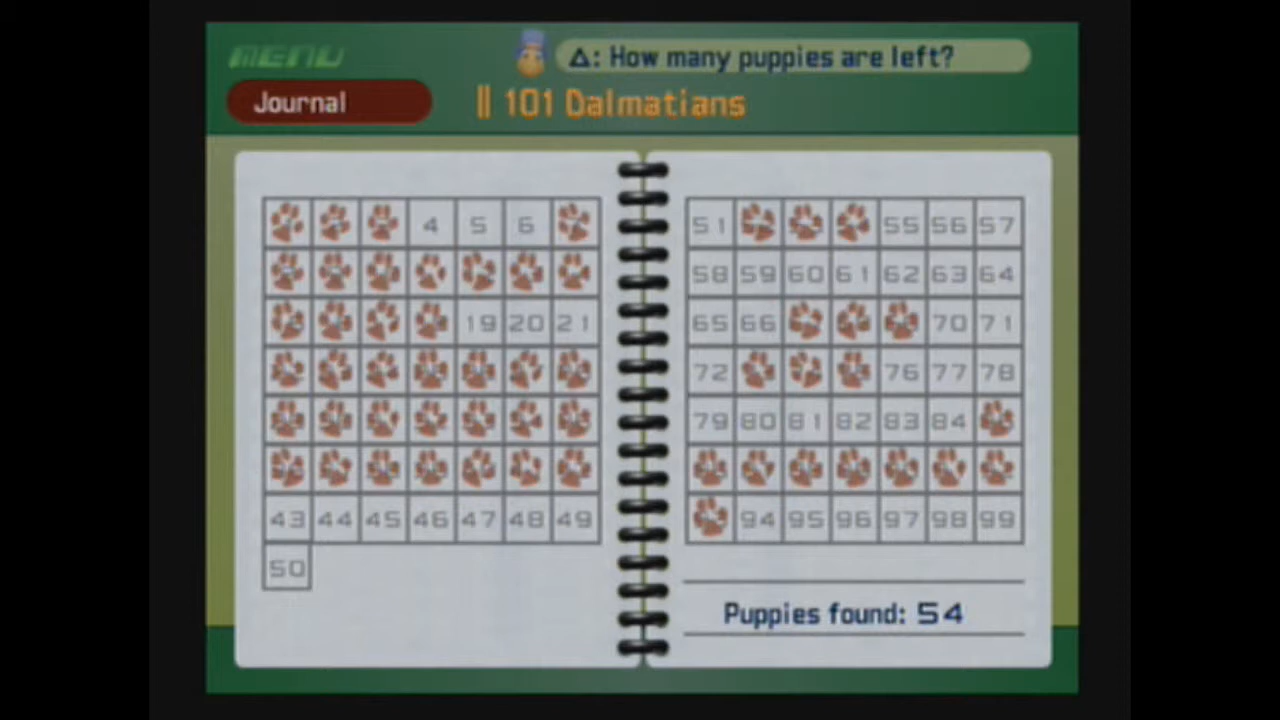 MENU
△: How many puppies are left?
Journal
101 Dalmatians
4 5 6
19 20 21
43 44 45 46 47 48 49
50
51 55 56 57
58 59 60 61 62 63 64
65 66 70 71
72 76 77 78
79 80 81 82 83 84
94 95 96 97 98 99
Puppies found: 54